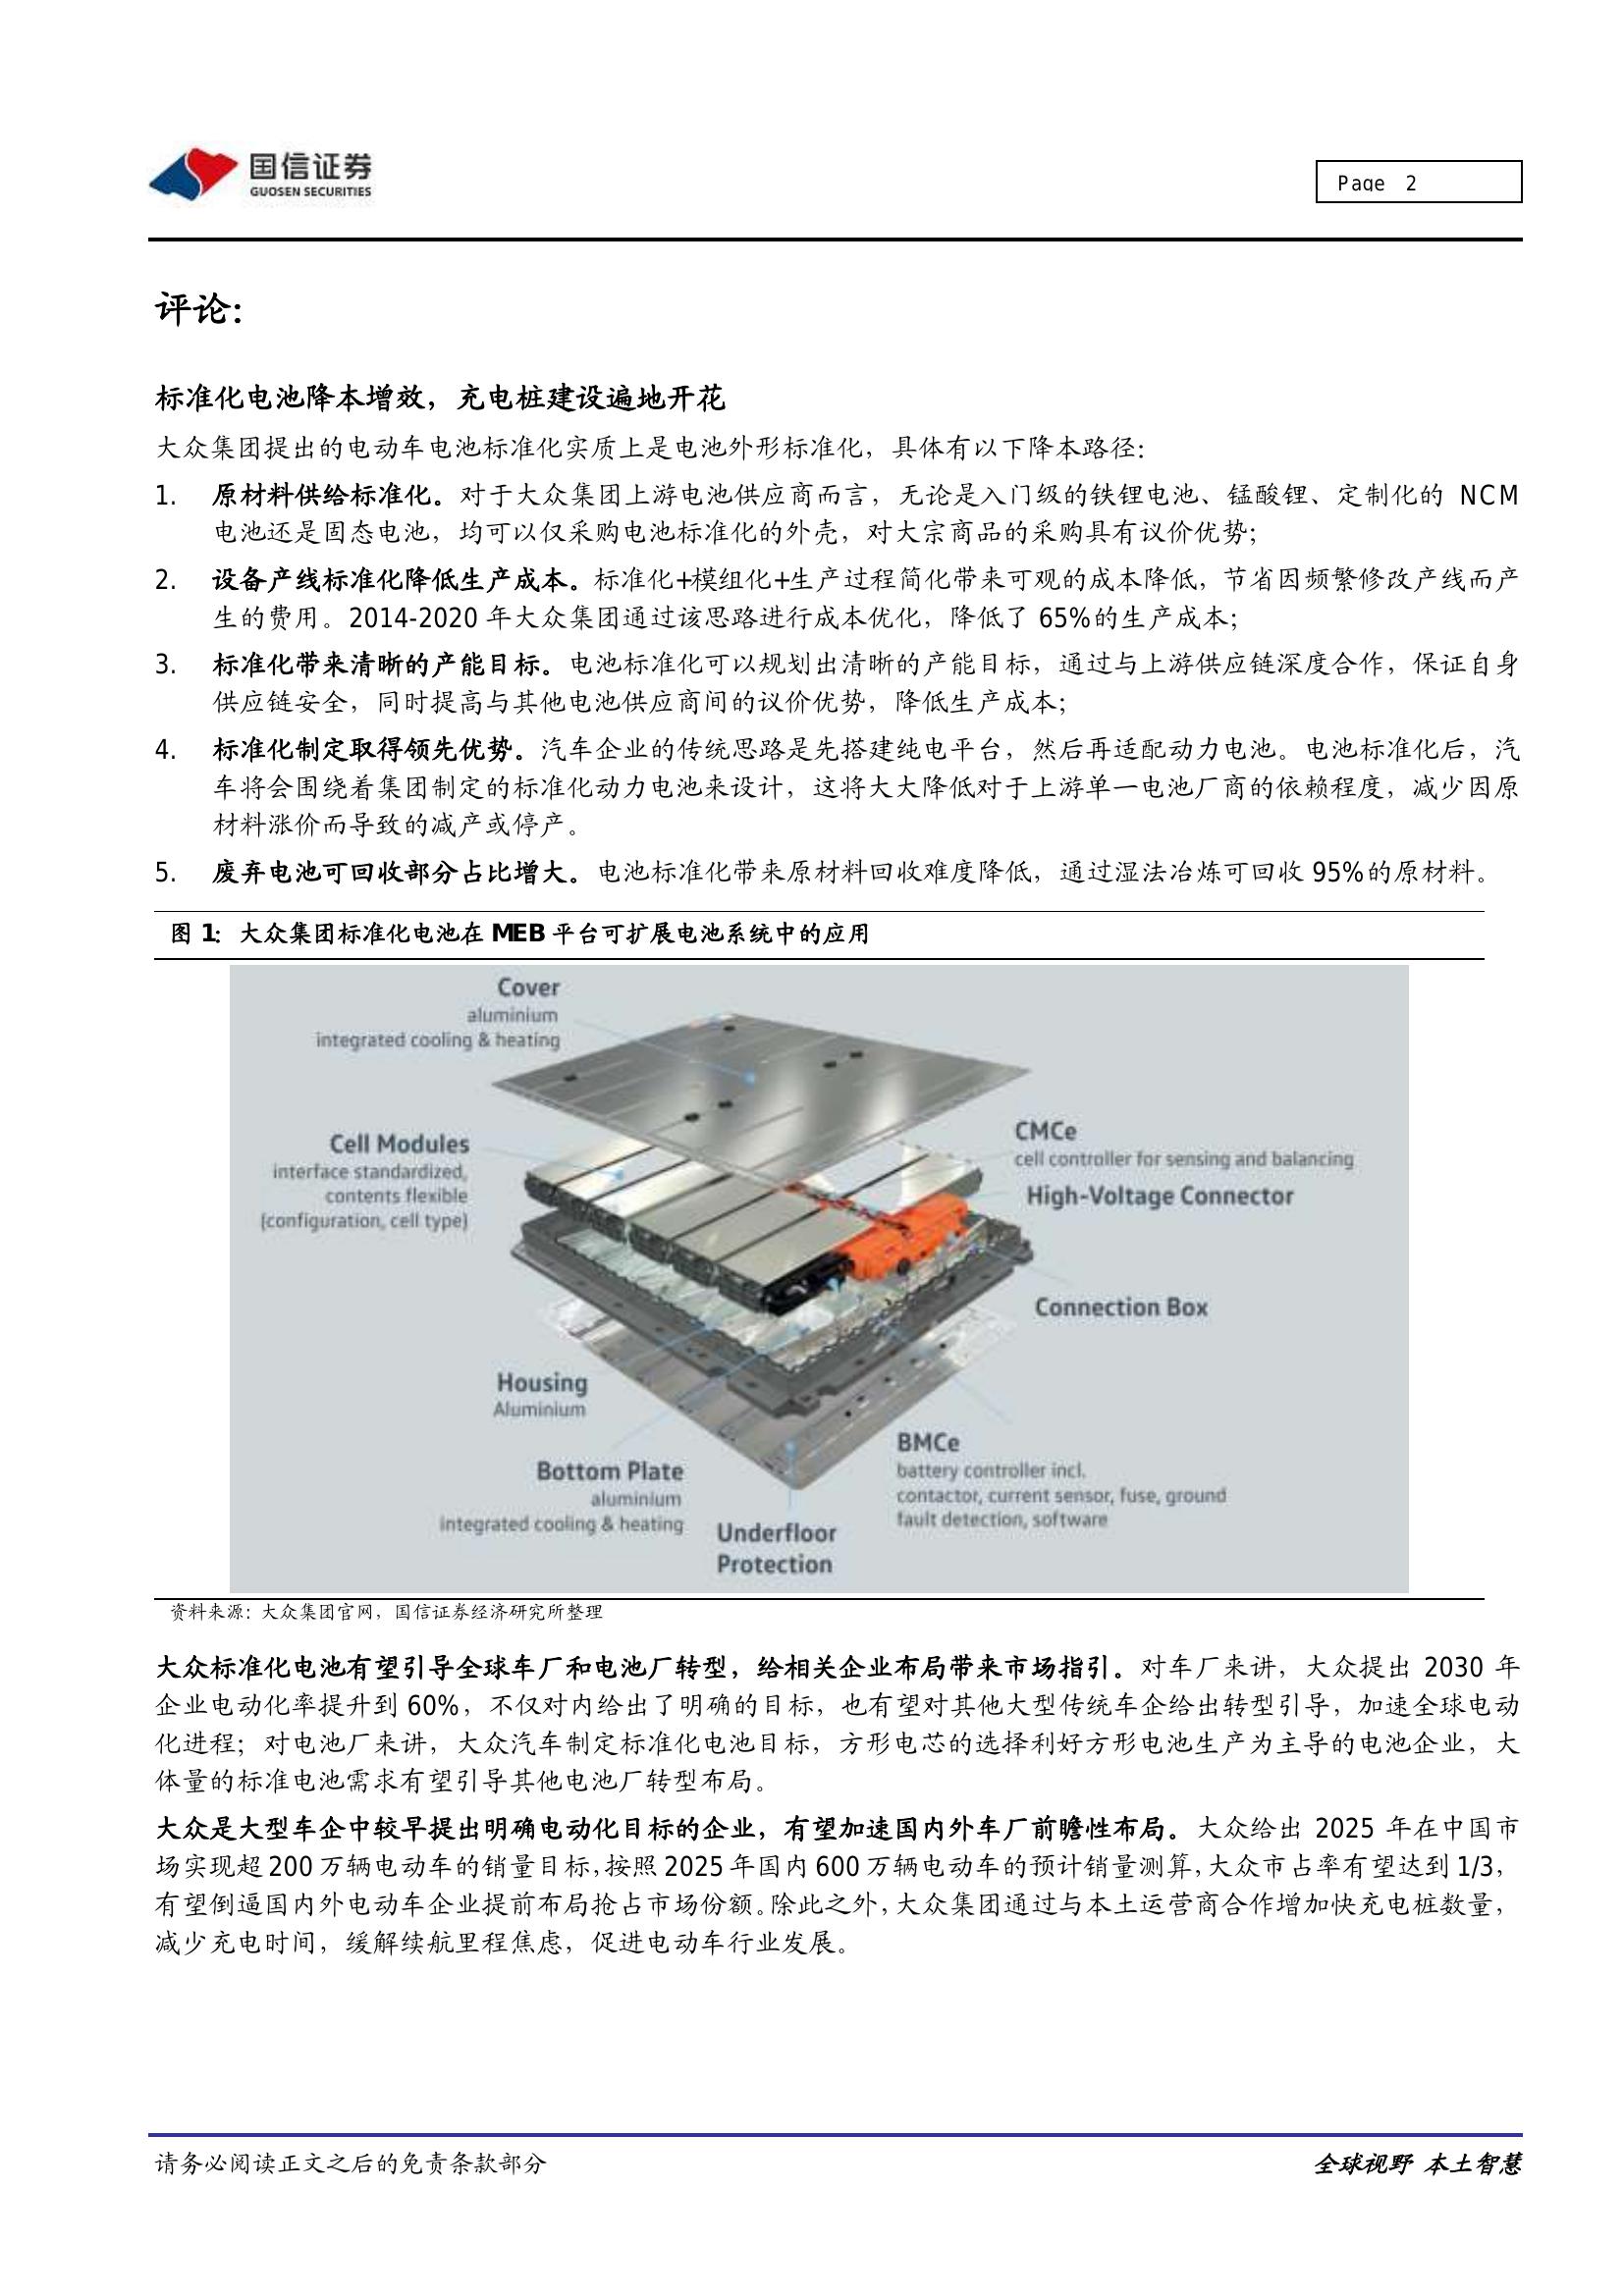 国信证券
GUOSEN SECURITIES
Page 2
评论：
标准化电池降本增效，充电桩建设遍地开花
大众集团提出的电动车电池标准化实质上是电池外形标准化，具体有以下降本路径：
1. 原材料供给标准化。对于大众集团上游电池供应商而言，无论是入门级的铁锂电池、锰酸锂、定制化的 NCM
电池还是固态电池，均可以仅采购电池标准化的外壳，对大宗商品的采购具有议价优势；
2. 设备产线标准化降低生产成本。标准化+模组化+生产过程简化带来可观的成本降低，节省因频繁修改产线而产
生的费用。2014-2020 年大众集团通过该思路进行成本优化，降低了 65%的生产成本；
3. 标准化带来清晰的产能目标。电池标准化可以规划出清晰的产能目标，通过与上游供应链深度合作，保证自身
供应链安全，同时提高与其他电池供应商间的议价优势，降低生产成本；
4. 标准化制定取得领先优势。汽车企业的传统思路是先搭建纯电平台，然后再适配动力电池。电池标准化后，汽
车将会围绕着集团制定的标准化动力电池来设计，这将大大降低对于上游单一电池厂商的依赖程度，减少因原
材料涨价而导致的减产或停产。
5. 废弃电池可回收部分占比增大。电池标准化带来原材料回收难度降低，通过湿法冶炼可回收 95%的原材料。
图 1：大众集团标准化电池在 MEB 平台可扩展电池系统中的应用
Cover
aluminium
integrated cooling & heating
Cell Modules
interface standardized,
contents flexible
(configuration, cell type)
CMCe
cell controller for sensing and balancing
High-Voltage Connector
Connection Box
Housing
Aluminium
Bottom Plate
aluminium
integrated cooling & heating
Underfloor
Protection
BMCe
battery controller incl.
contactor, current sensor, fuse, ground
fault detection, software
资料来源：大众集团官网，国信证券经济研究所整理
大众标准化电池有望引导全球车厂和电池厂转型，给相关企业布局带来市场指引。对车厂来讲，大众提出 2030 年
企业电动化率提升到 60%，不仅对内给出了明确的目标，也有望对其他大型传统车企给出转型引导，加速全球电动
化进程；对电池厂来讲，大众汽车制定标准化电池目标，方形电芯的选择利好方形电池生产为主导的电池企业，大
体量的标准电池需求有望引导其他电池厂转型布局。
大众是大型车企中较早提出明确电动化目标的企业，有望加速国内外车厂前瞻性布局。大众给出 2025 年在中国市
场实现超 200 万辆电动车的销量目标，按照 2025 年国内 600 万辆电动车的预计销量测算，大众市占率有望达到 1/3，
有望倒逼国内外电动车企业提前布局抢占市场份额。除此之外，大众集团通过与本土运营商合作增加快充电桩数量，
减少充电时间，缓解续航里程焦虑，促进电动车行业发展。
请务必阅读正文之后的免责条款部分
全球视野 本土智慧